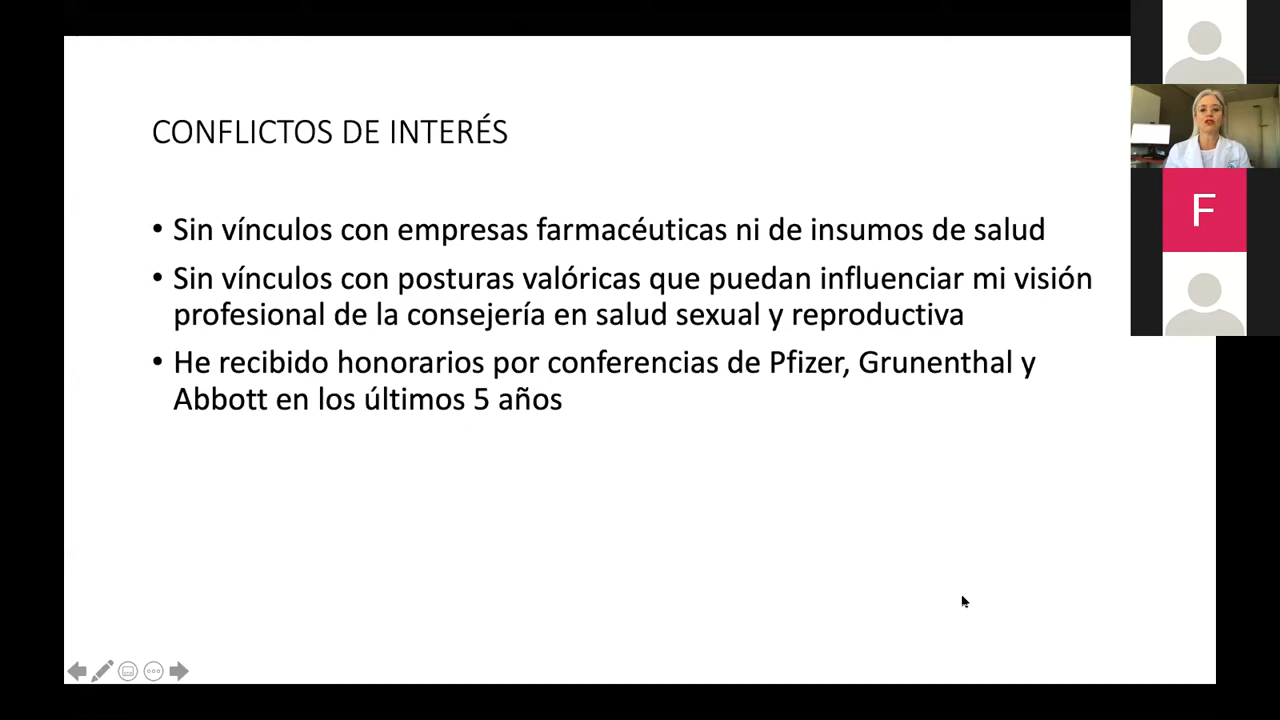 CONFLICTOS DE INTERÉS
• Sin vínculos con empresas farmacéuticas ni de insumos de salud
• Sin vínculos con posturas valóricas que puedan influenciar mi visión
profesional de la consejería en salud sexual y reproductiva
• He recibido honorarios por conferencias de Pfizer, Grunenthal y
Abbott en los últimos 5 años
F